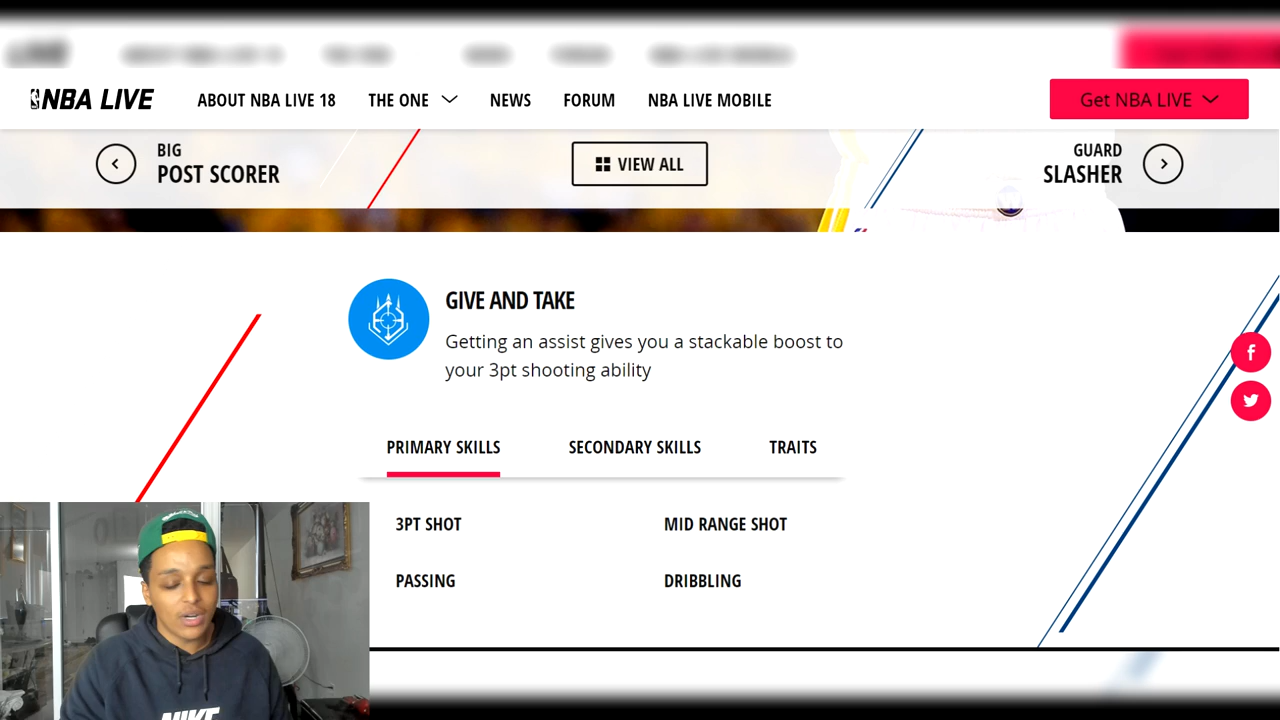 NBA LIVE
ABOUT NBA LIVE 18
THE ONE
NEWS
FORUM
NBA LIVE MOBILE
Get NBA LIVE
BIG
POST SCORER
VIEW ALL
GUARD
SLASHER
GIVE AND TAKE
Getting an assist gives you a stackable boost to
your 3pt shooting ability
PRIMARY SKILLS
SECONDARY SKILLS
TRAITS
3PT SHOT
MID RANGE SHOT
PASSING
DRIBBLING
NIKE